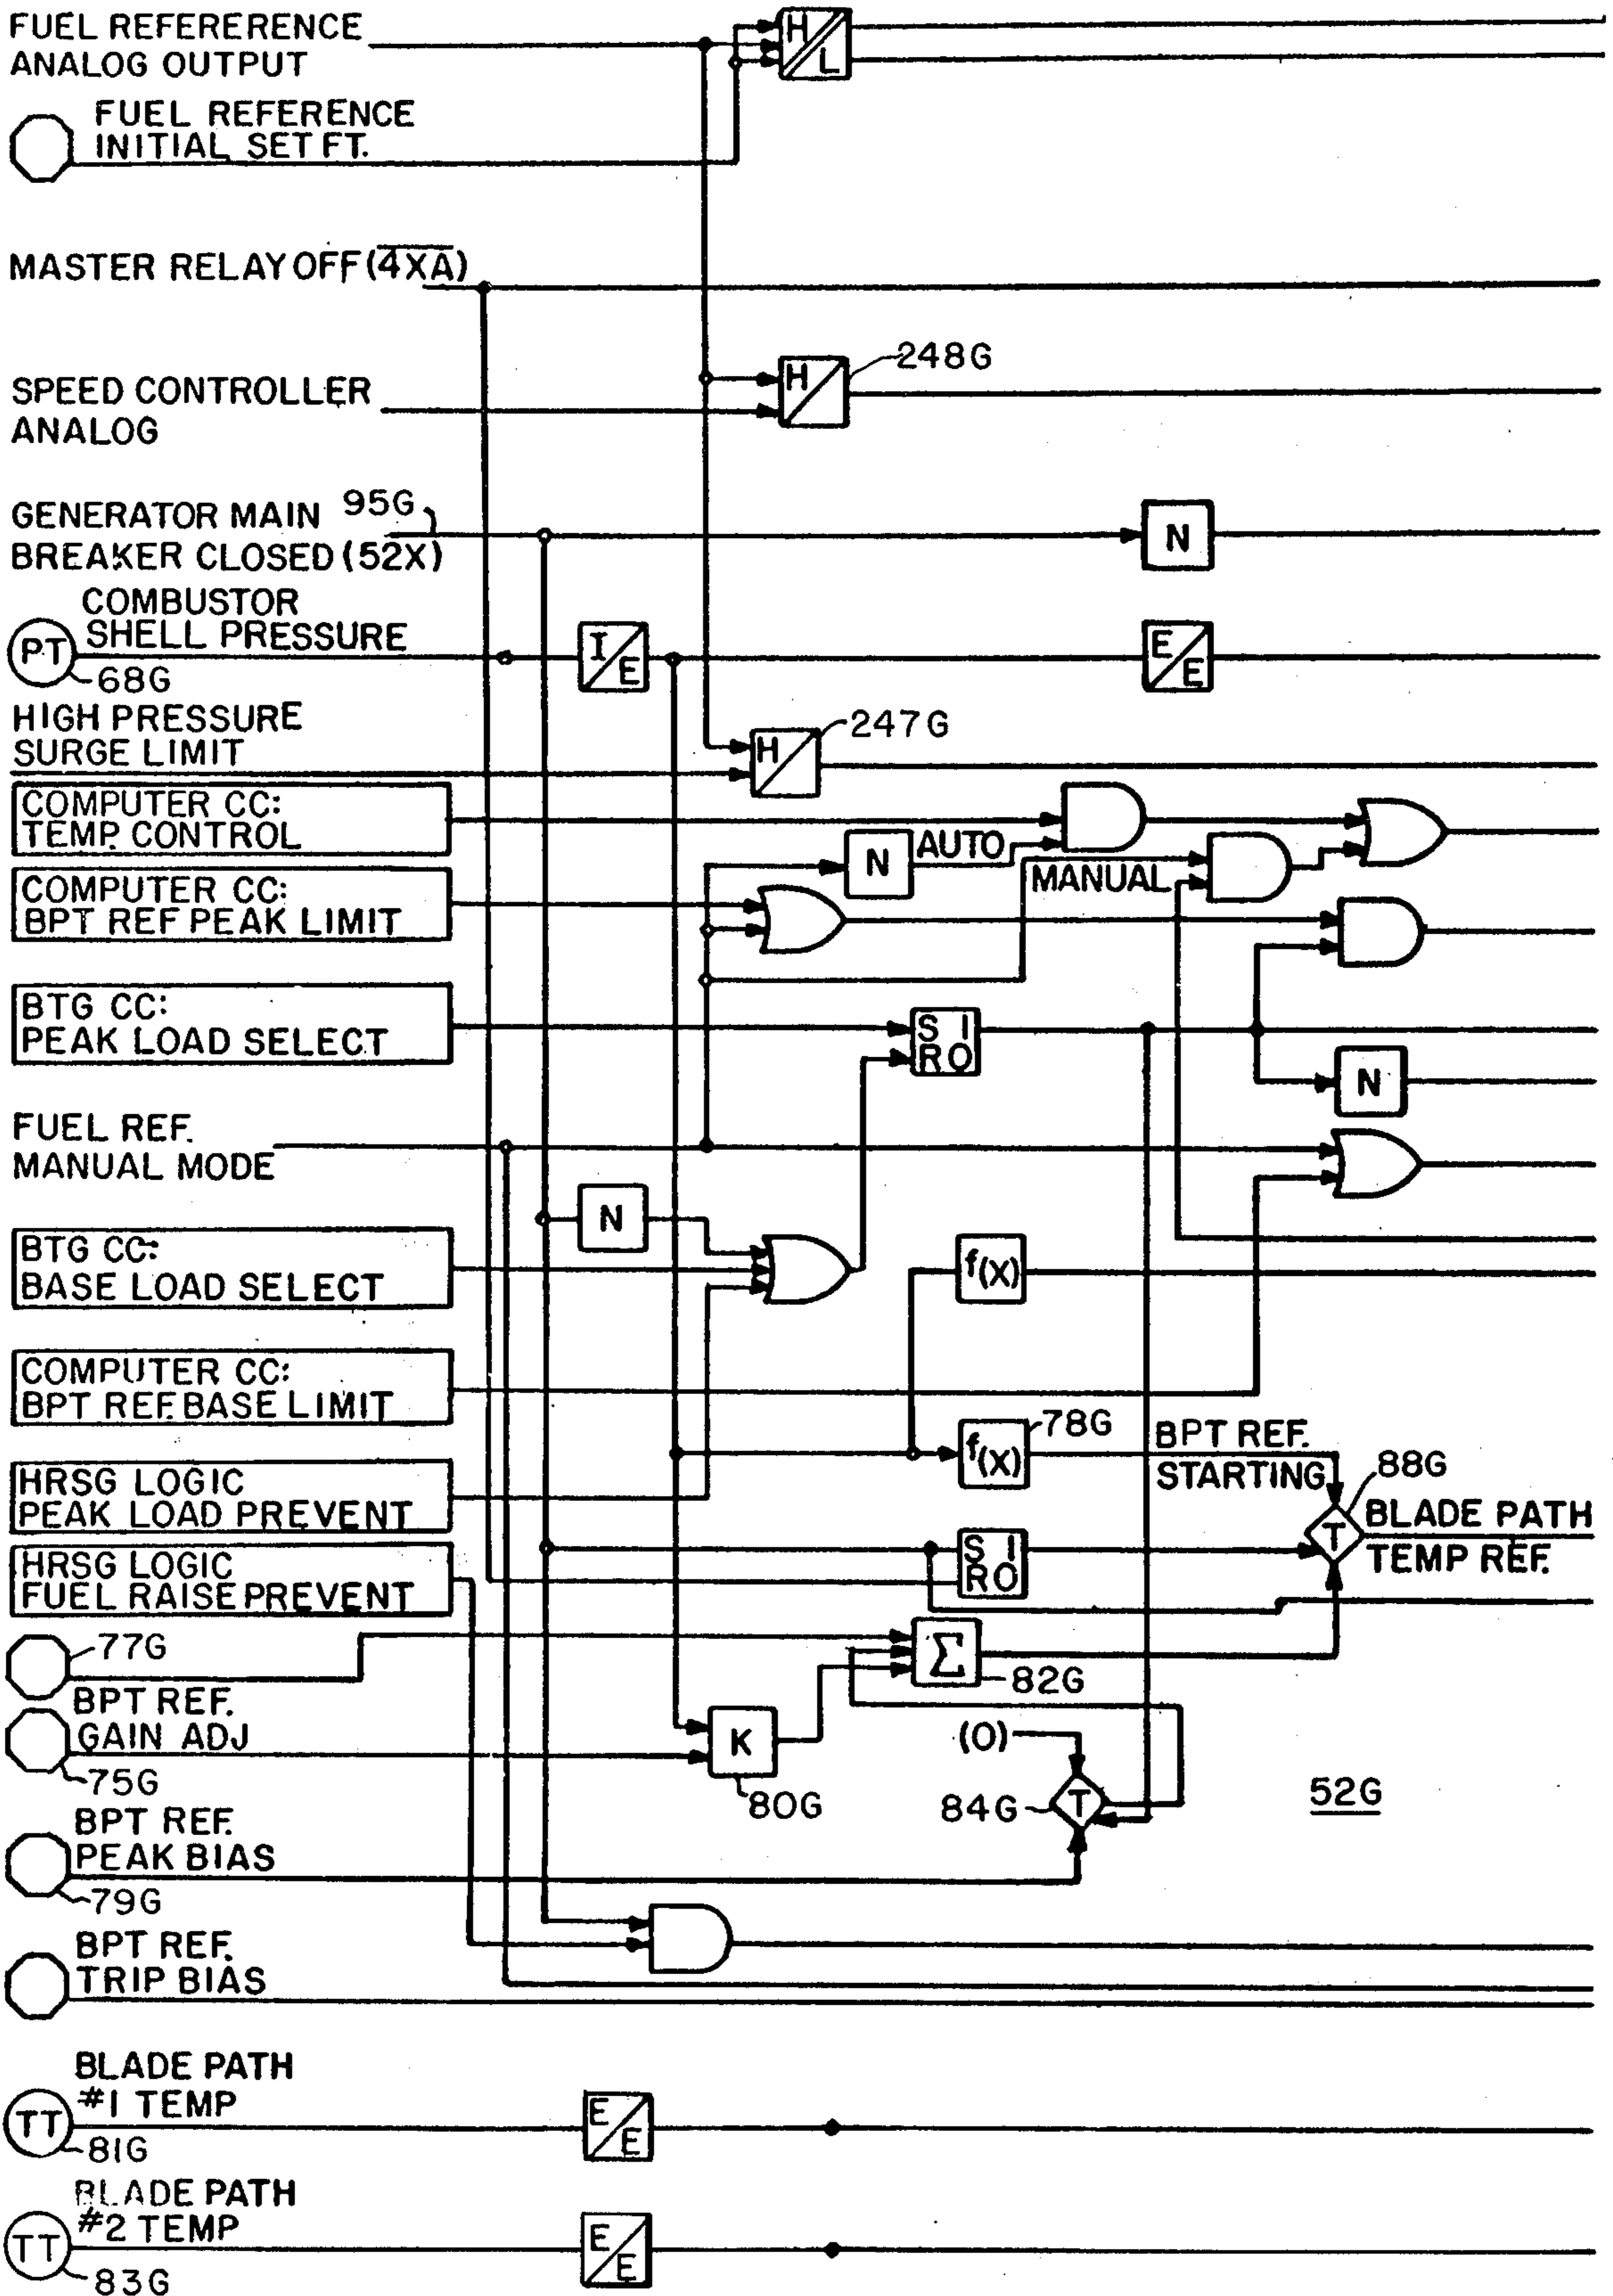 FUEL REFERERENCE
ANALOG OUTPUT
H
L
FUEL REFERENCE
INITIAL SET FT.
MASTER RELAY OFF (4XA)
248G
SPEED CONTROLLER
ANALOG
H
GENERATOR MAIN 95G
BREAKER CLOSED (52X)
N
COMBUSTOR
SHELL PRESSURE
PT
68G
I
E
E
E
HIGH PRESSURE
SURGE LIMIT
H
247G
COMPUTER CC:
TEMP. CONTROL
N
AUTO
MANUAL
COMPUTER CC:
BPT REF PEAK LIMIT
BTG CC:
PEAK LOAD SELECT
S I
RO
N
FUEL REF.
MANUAL MODE
N
BTG CC:
BASE LOAD SELECT
f(X)
COMPUTER CC:
BPT REF. BASE LIMIT
f(X)
78G
BPT REF.
STARTING
88G
HRSG LOGIC
PEAK LOAD PREVENT
T
BLADE PATH
TEMP REF.
HRSG LOGIC
FUEL RAISE PREVENT
S I
RO
77G
Σ
82G
BPT REF.
GAIN ADJ
75G
K
80G
(O)
84G
T
52G
BPT REF.
PEAK BIAS
79G
BPT REF.
TRIP BIAS
BLADE PATH
#1 TEMP
TT
81G
E
E
BLADE PATH
#2 TEMP
TT
83G
E
E